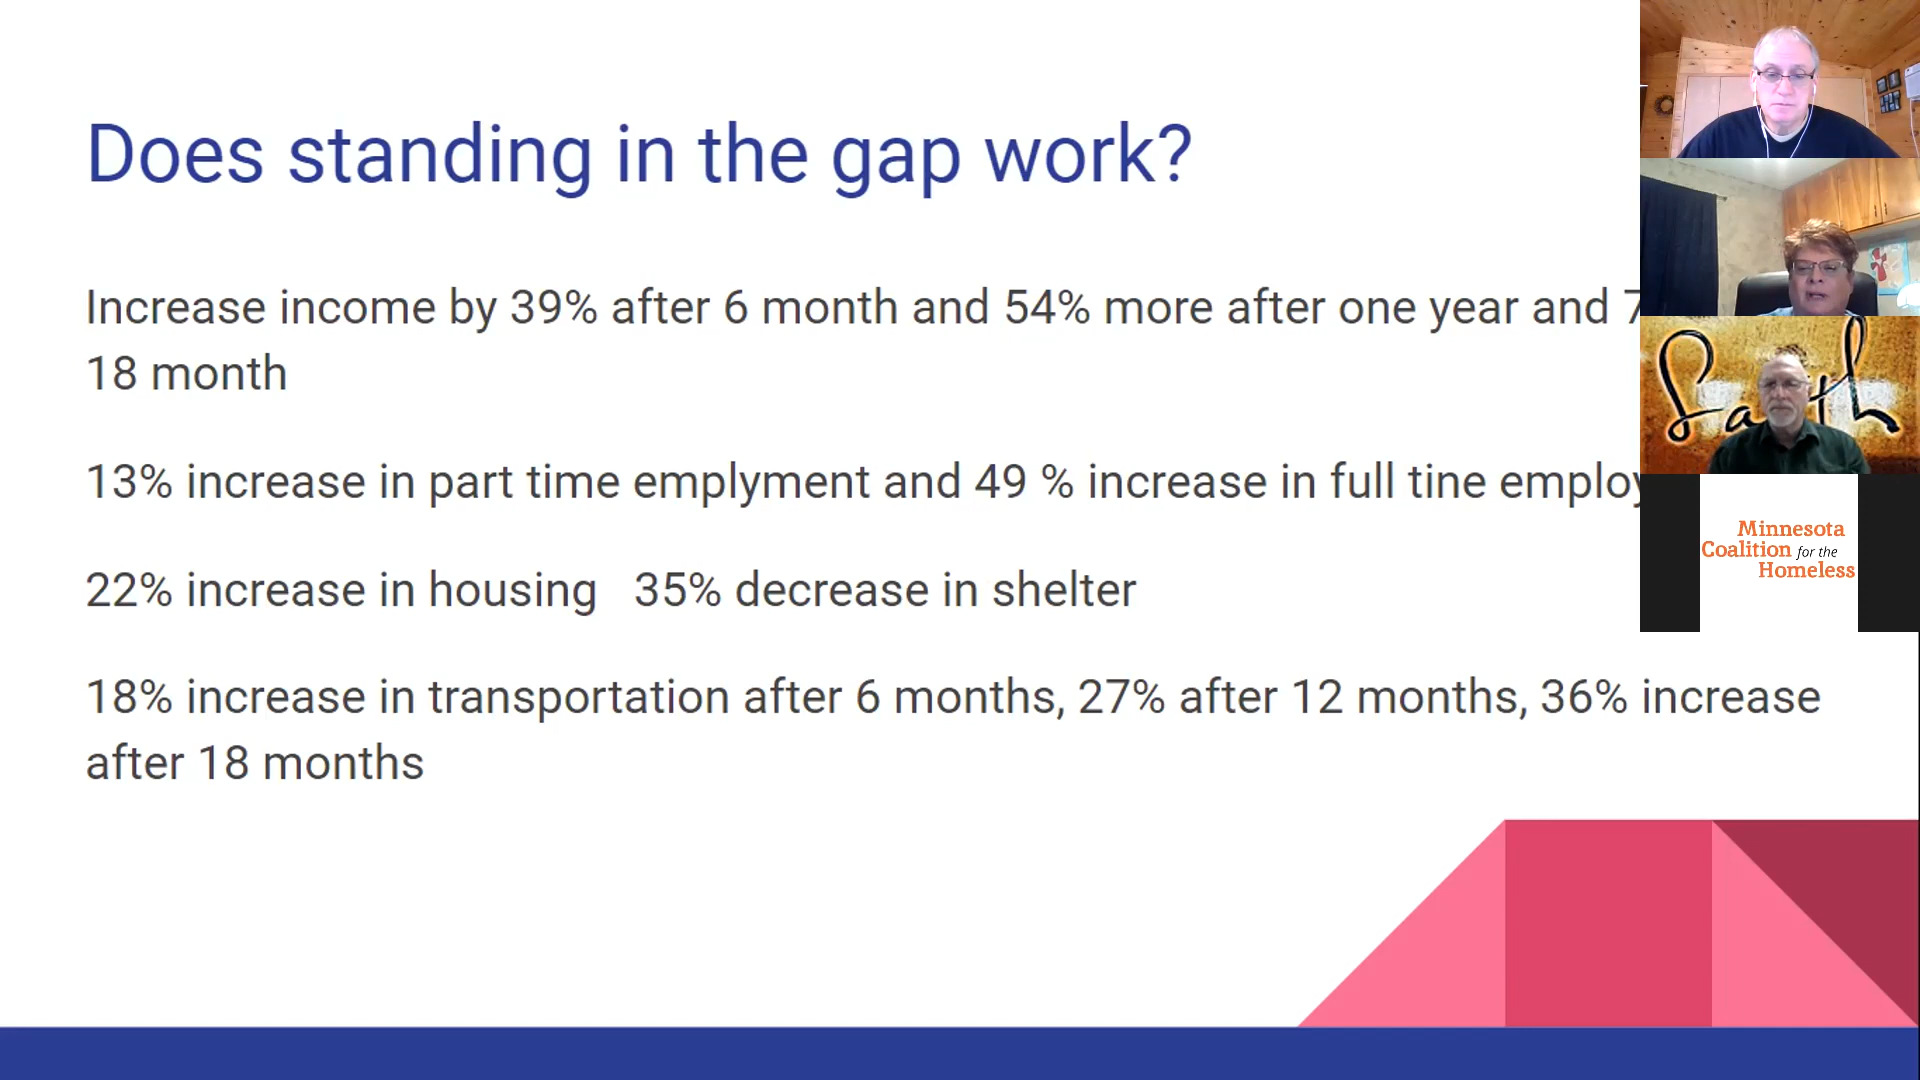 Does standing in the gap work?
Increase income by 39% after 6 month and 54% more after one year and 7
18 month
13% increase in part time emplyment and 49 % increase in full tine employ
22% increase in housing 35% decrease in shelter
18% increase in transportation after 6 months, 27% after 12 months, 36% increase
after 18 months
Minnesota
Coalition for the
Homeless